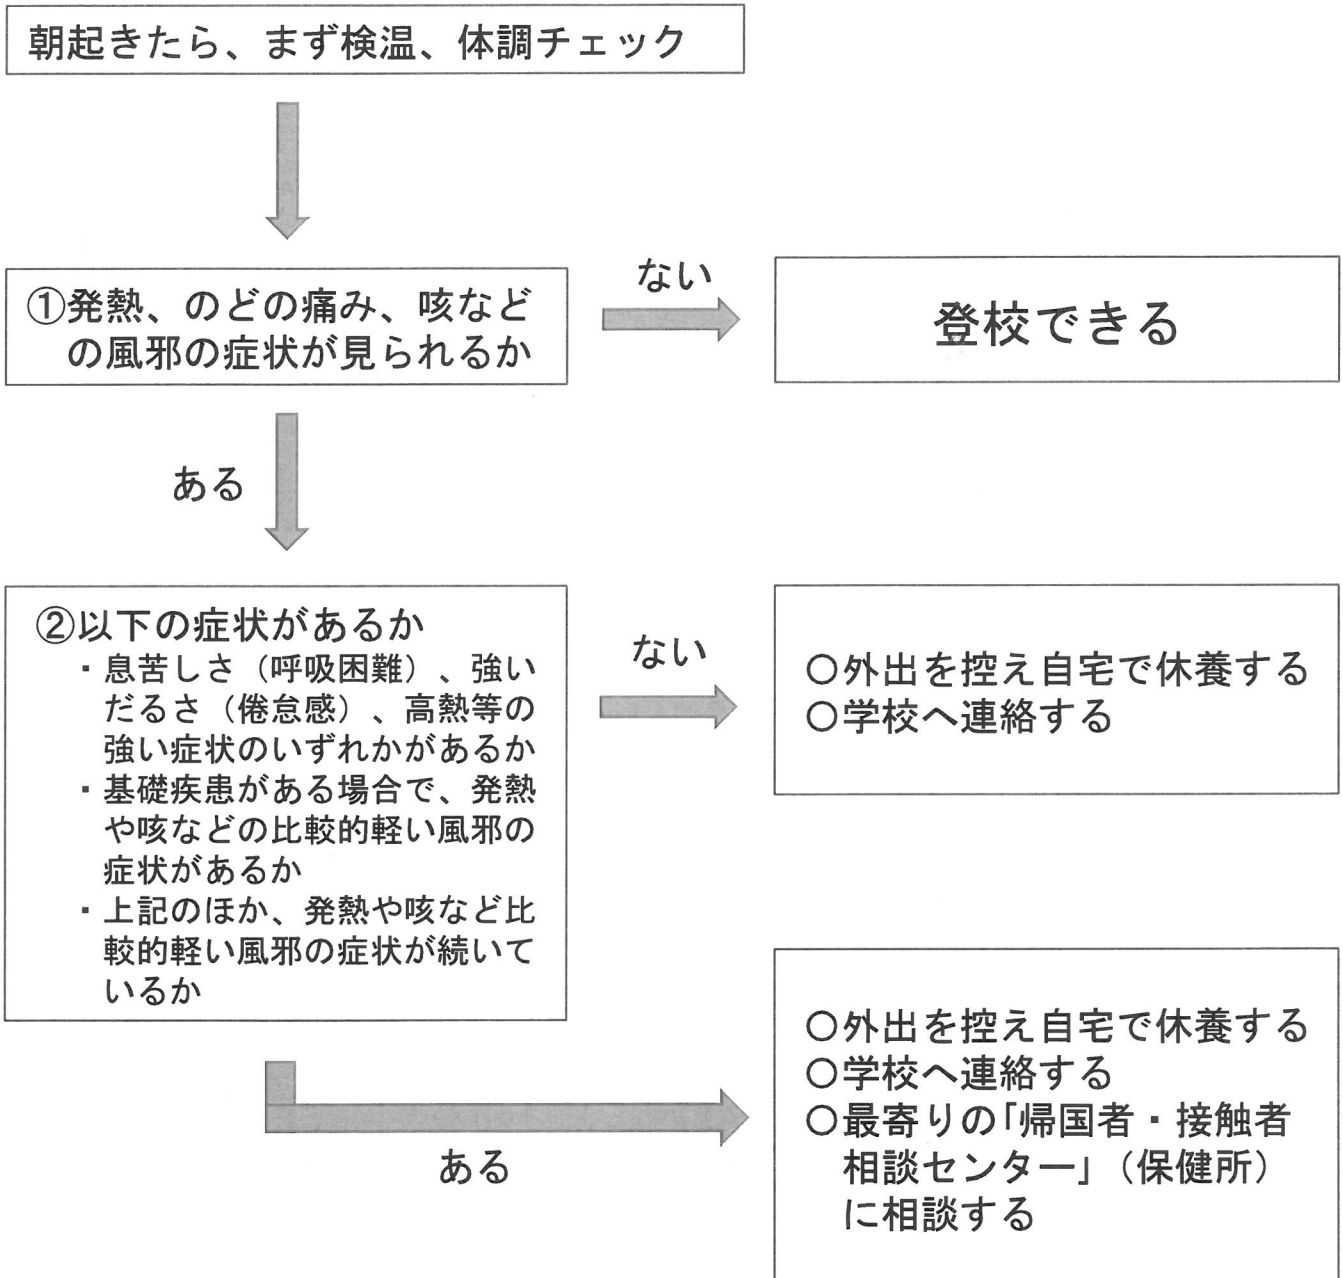 朝起きたら、まず検温、体調チェック
①発熱、のどの痛み、咳など
の風邪の症状が見られるか
ない
登校できる
ある
②以下の症状があるか
・息苦しさ（呼吸困難）、強い
だるさ（倦怠感）、高熱等の
強い症状のいずれかがあるか
・基礎疾患がある場合で、発熱
や咳などの比較的軽い風邪の
症状があるか
・上記のほか、発熱や咳など比
較的軽い風邪の症状が続いて
いるか
ない
○外出を控え自宅で休養する
○学校へ連絡する
ある
○外出を控え自宅で休養する
○学校へ連絡する
○最寄りの「帰国者・接触者
相談センター」（保健所）
に相談する